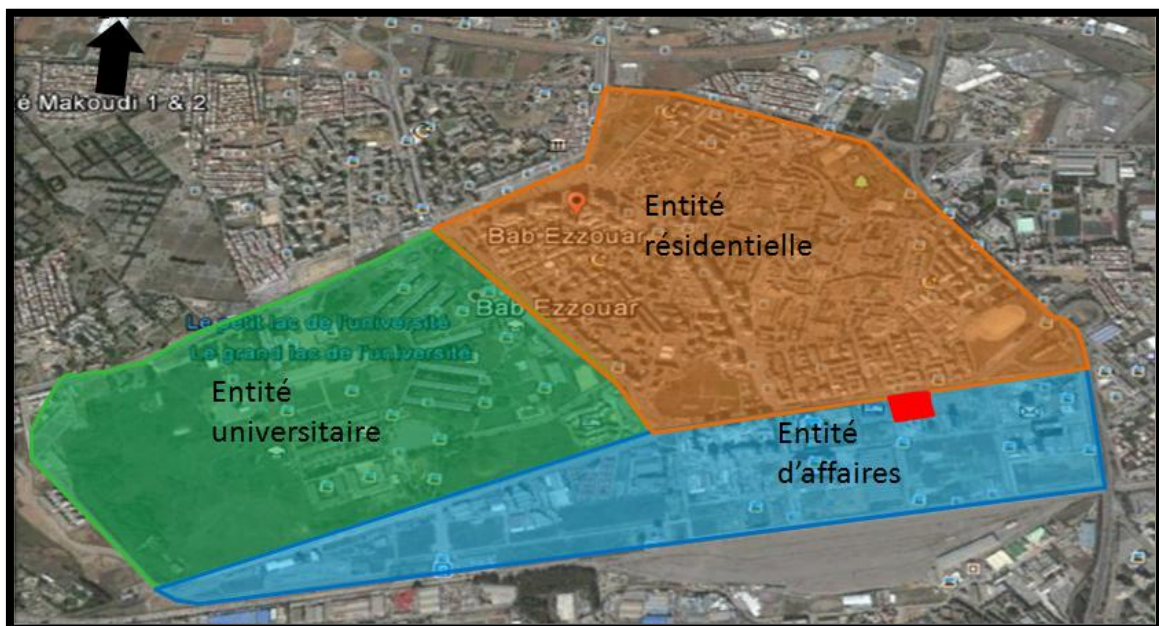 é Makoudi 1 & 2
Entité
résidentielle
Bab Ezzouar
Bab Ezzouar
Le petit lac de l'université
Le grand lac de l'université
Entité
universitaire
Entité
d'affaires